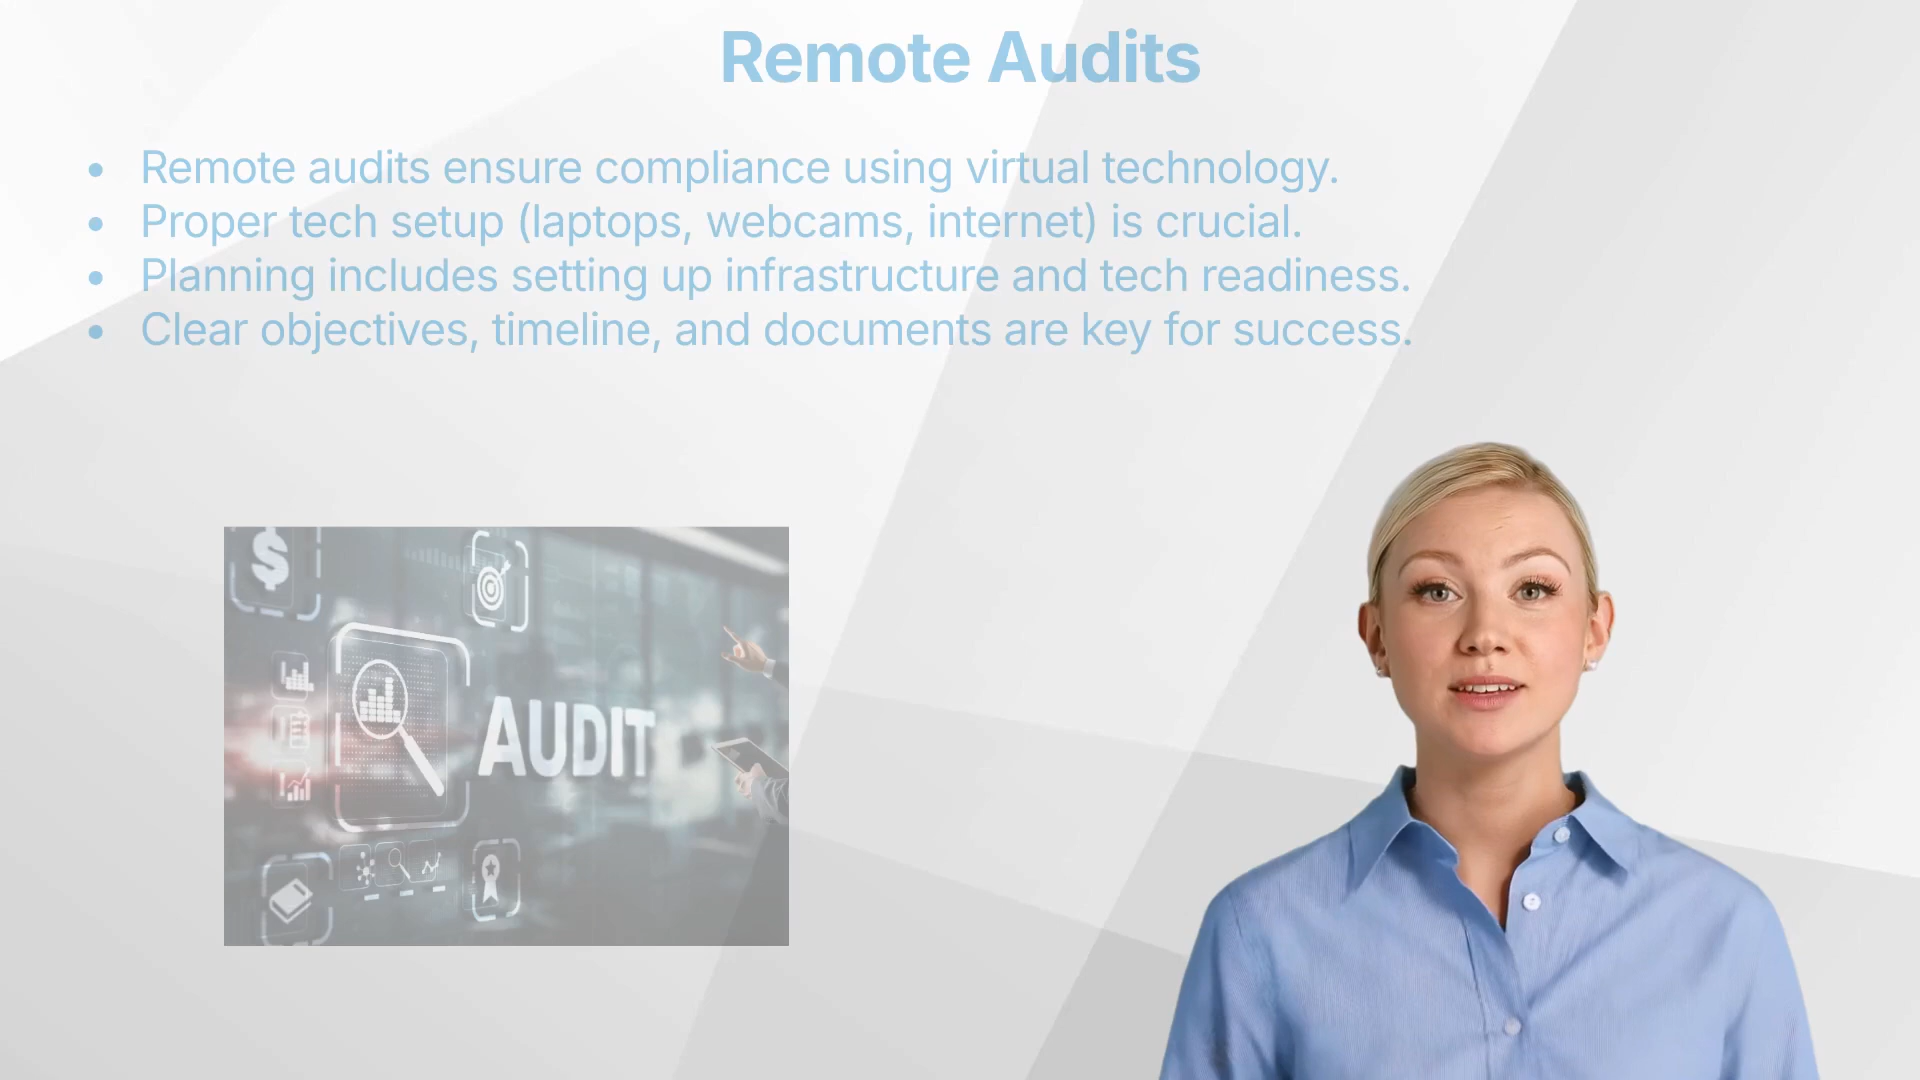 Remote Audits
• Remote audits ensure compliance using virtual technology.
• Proper tech setup (laptops, webcams, internet) is crucial.
• Planning includes setting up infrastructure and tech readiness.
• Clear objectives, timeline, and documents are key for success.
$
AUDIT